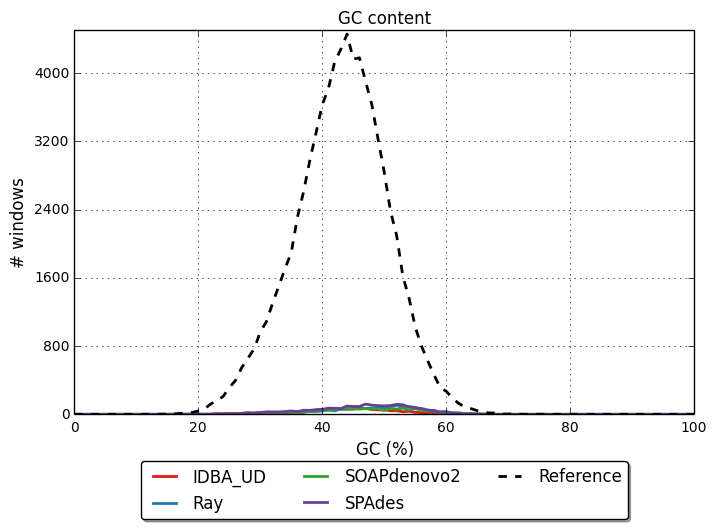 GC content
# windows
4000
3200
2400
1600
800
0
0 20 40 60 80 100
GC (%)
IDBA_UD SOAPdenovo2 Reference
Ray SPAdes